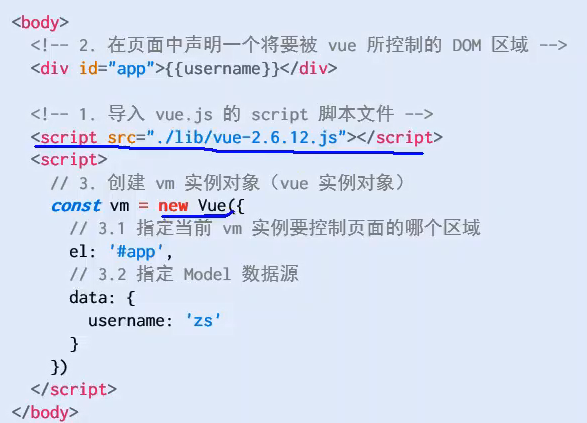 <body>
<!-- 2. 在页面中声明一个将要被 vue 所控制的 DOM 区域 -->
<div id="app">{{username}}</div>
<!-- 1. 导入 vue.js 的 script 脚本文件 -->
<script src="./lib/vue-2.6.12.js"></script>
<script>
// 3. 创建 vm 实例对象（vue 实例对象）
const vm = new Vue({
// 3.1 指定当前 vm 实例要控制页面的哪个区域
el: '#app',
// 3.2 指定 Model 数据源
data: {
username: 'zs'
}
})
</script>
</body>